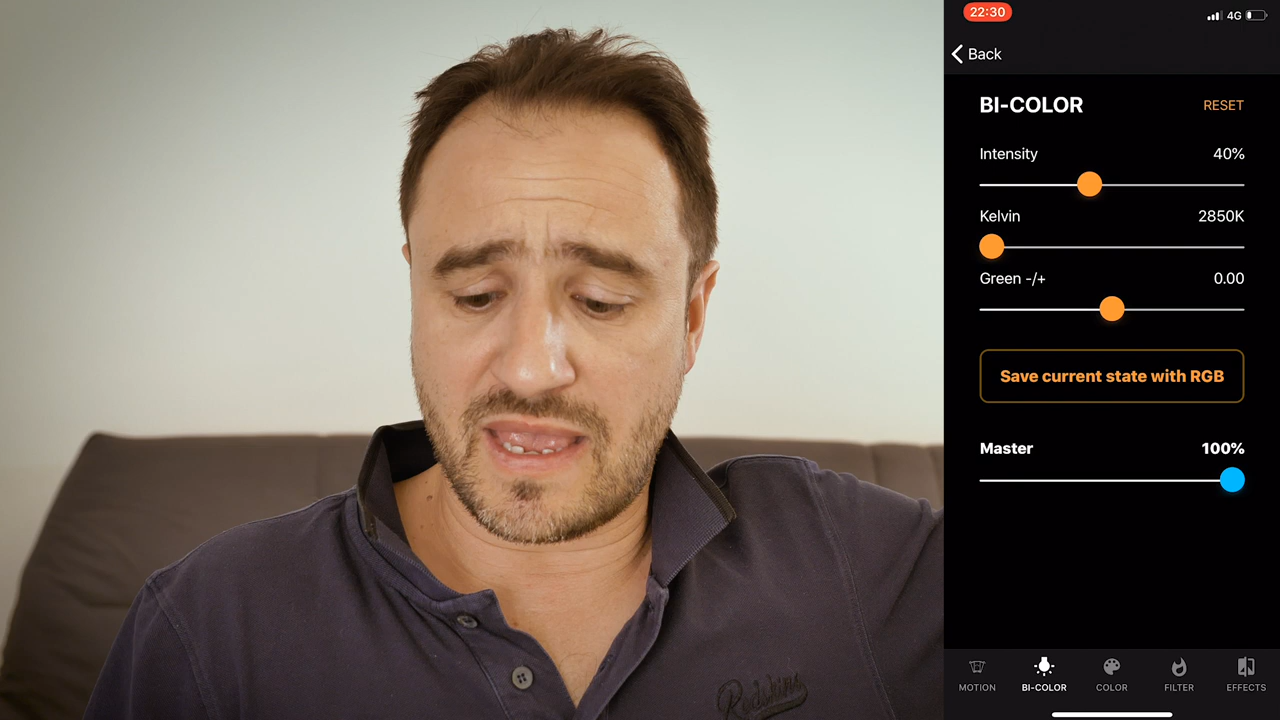 22:30
4G
Back
BI-COLOR
RESET
Intensity
40%
Kelvin
2850K
Green -/+
0.00
Save current state with RGB
Master
100%
MOTION
BI-COLOR
COLOR
FILTER
EFFECTS
Redskins